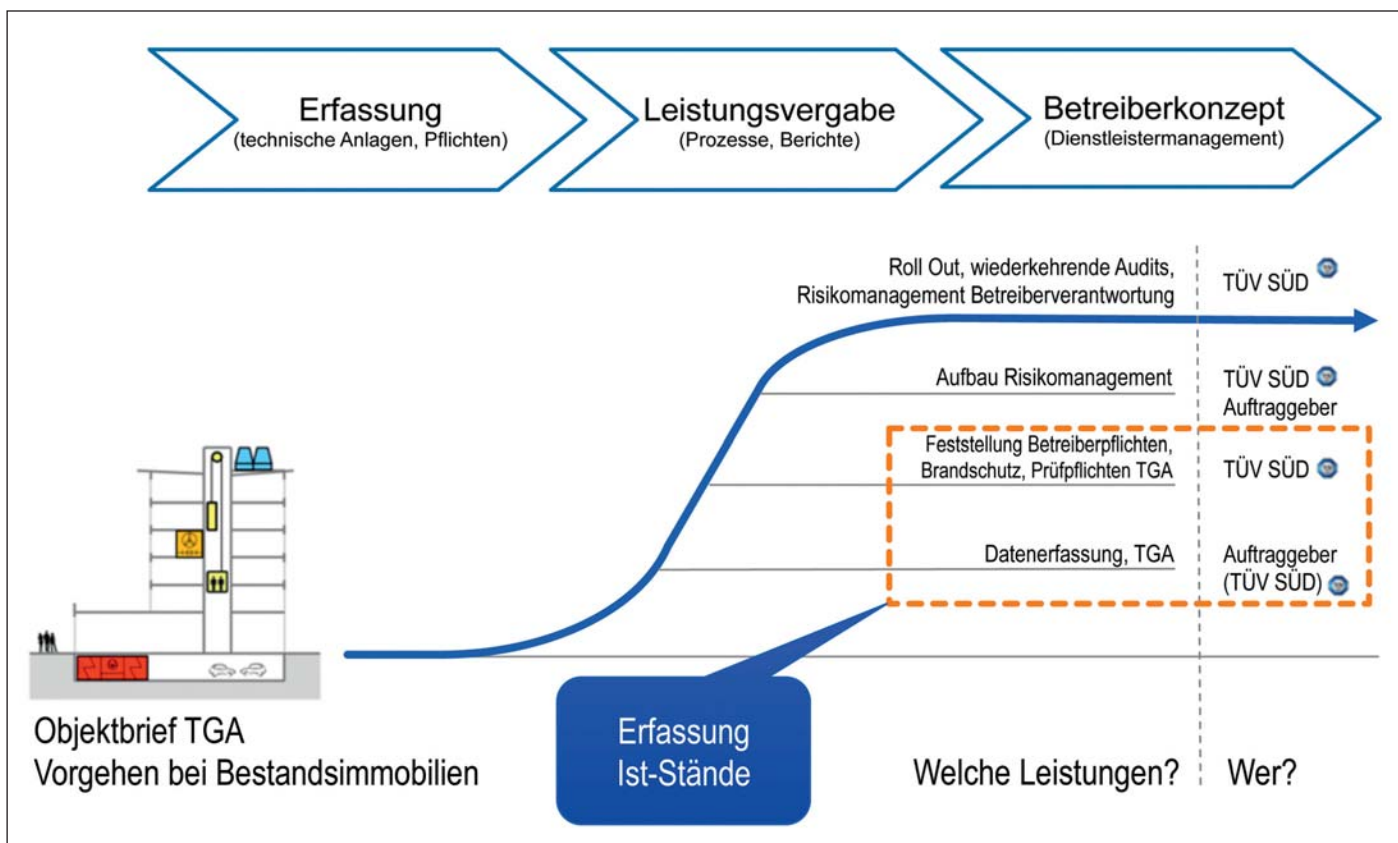 Erfassung
(technische Anlagen, Pflichten)
Leistungsvergabe
(Prozesse, Berichte)
Betreiberkonzept
(Dienstleistermanagement)
Roll Out, wiederkehrende Audits,
Risikomanagement Betreiberverantwortung
TÜV SÜD
Aufbau Risikomanagement
TÜV SÜD
Auftraggeber
Feststellung Betreiberpflichten,
Brandschutz, Prüfpflichten TGA
TÜV SÜD
Datenerfassung, TGA
Auftraggeber
(TÜV SÜD)
Erfassung
Ist-Stände
Objektbrief TGA
Vorgehen bei Bestandsimmobilien
Welche Leistungen?
Wer?